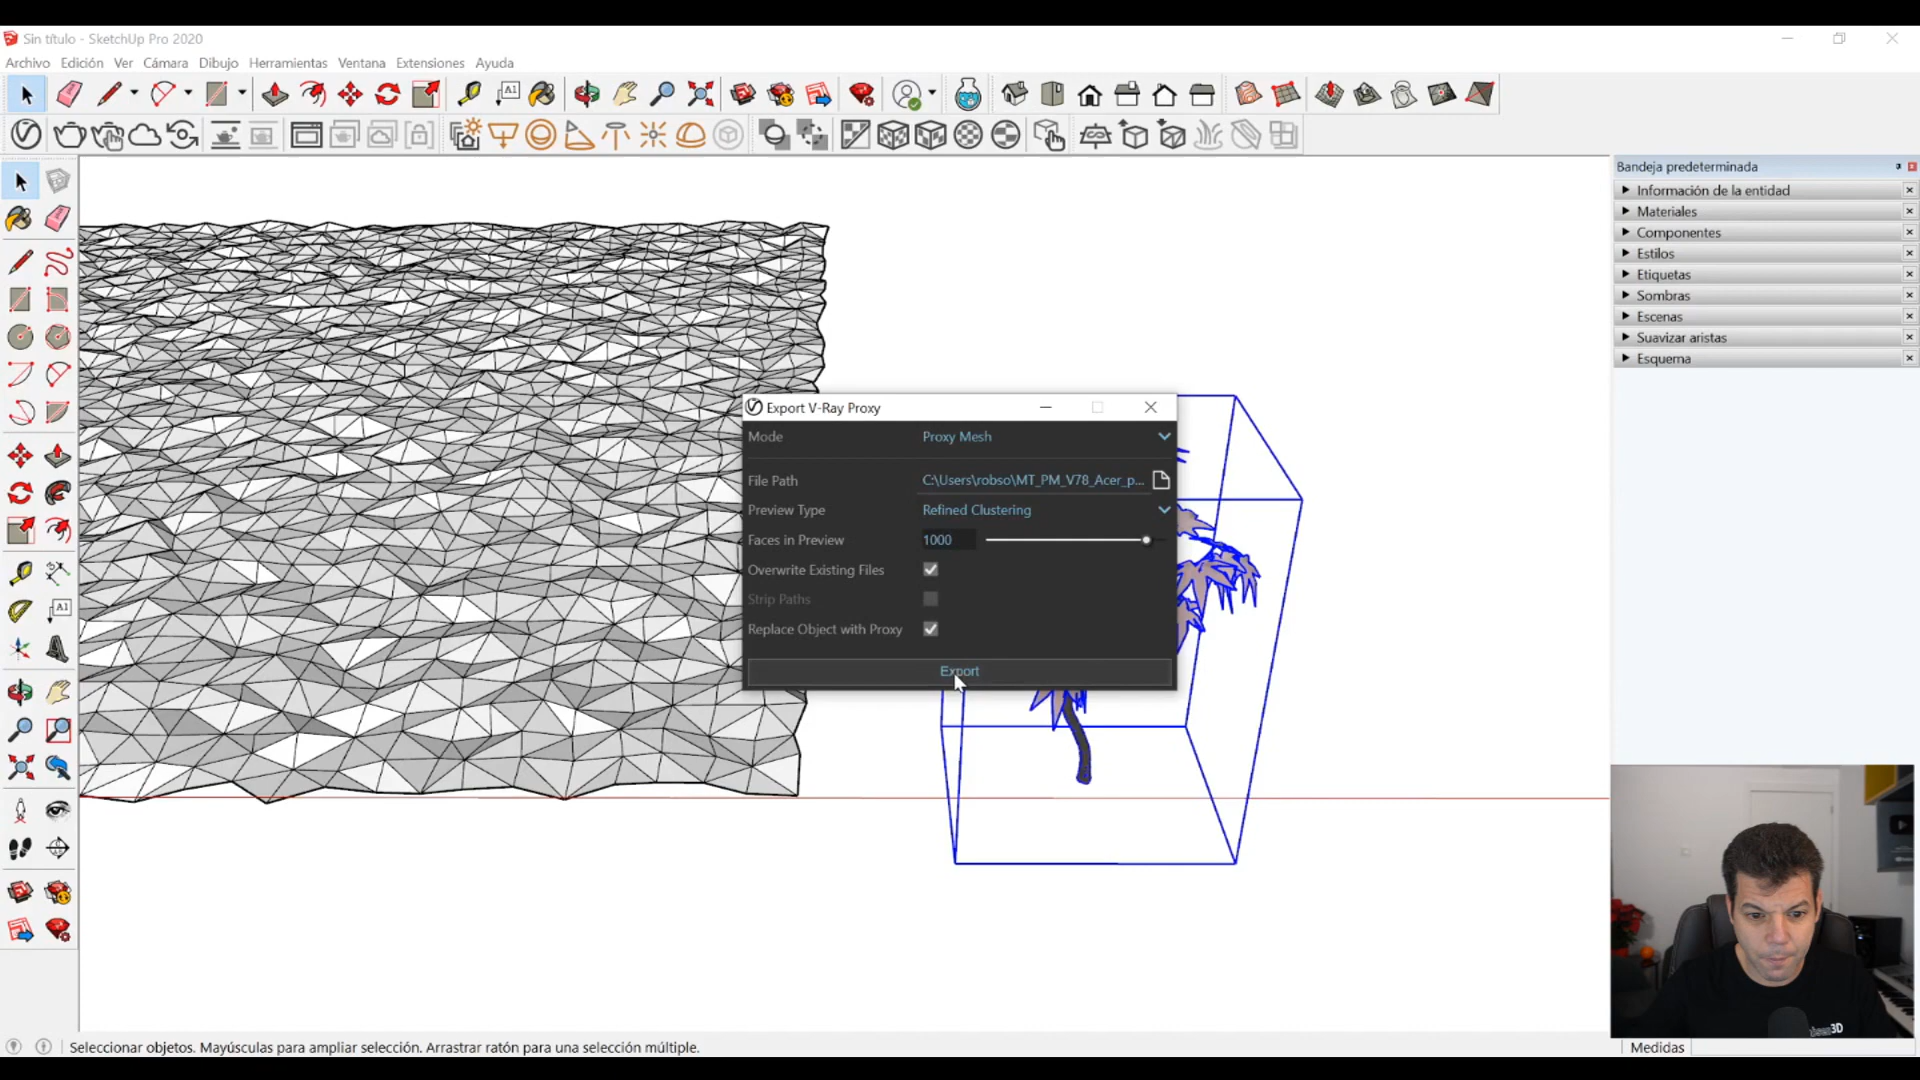 Sin título - SketchUp Pro 2020
Archivo Edición Ver Cámara Dibujo Herramientas Ventana Extensiones Ayuda
A1
Bandeja predeterminada
Información de la entidad
Materiales
Componentes
Estilos
Etiquetas
Sombras
Escenas
Suavizar aristas
Esquema
Export V-Ray Proxy
Mode Proxy Mesh
File Path C:\Users\robso\MT_PM_V78_Acer_p...
Preview Type Refined Clustering
Faces in Preview 1000
Overwrite Existing Files
Strip Paths
Replace Object with Proxy
Export
A1
Seleccionar objetos. Mayúsculas para ampliar selección. Arrastrar ratón para una selección múltiple.
Medidas